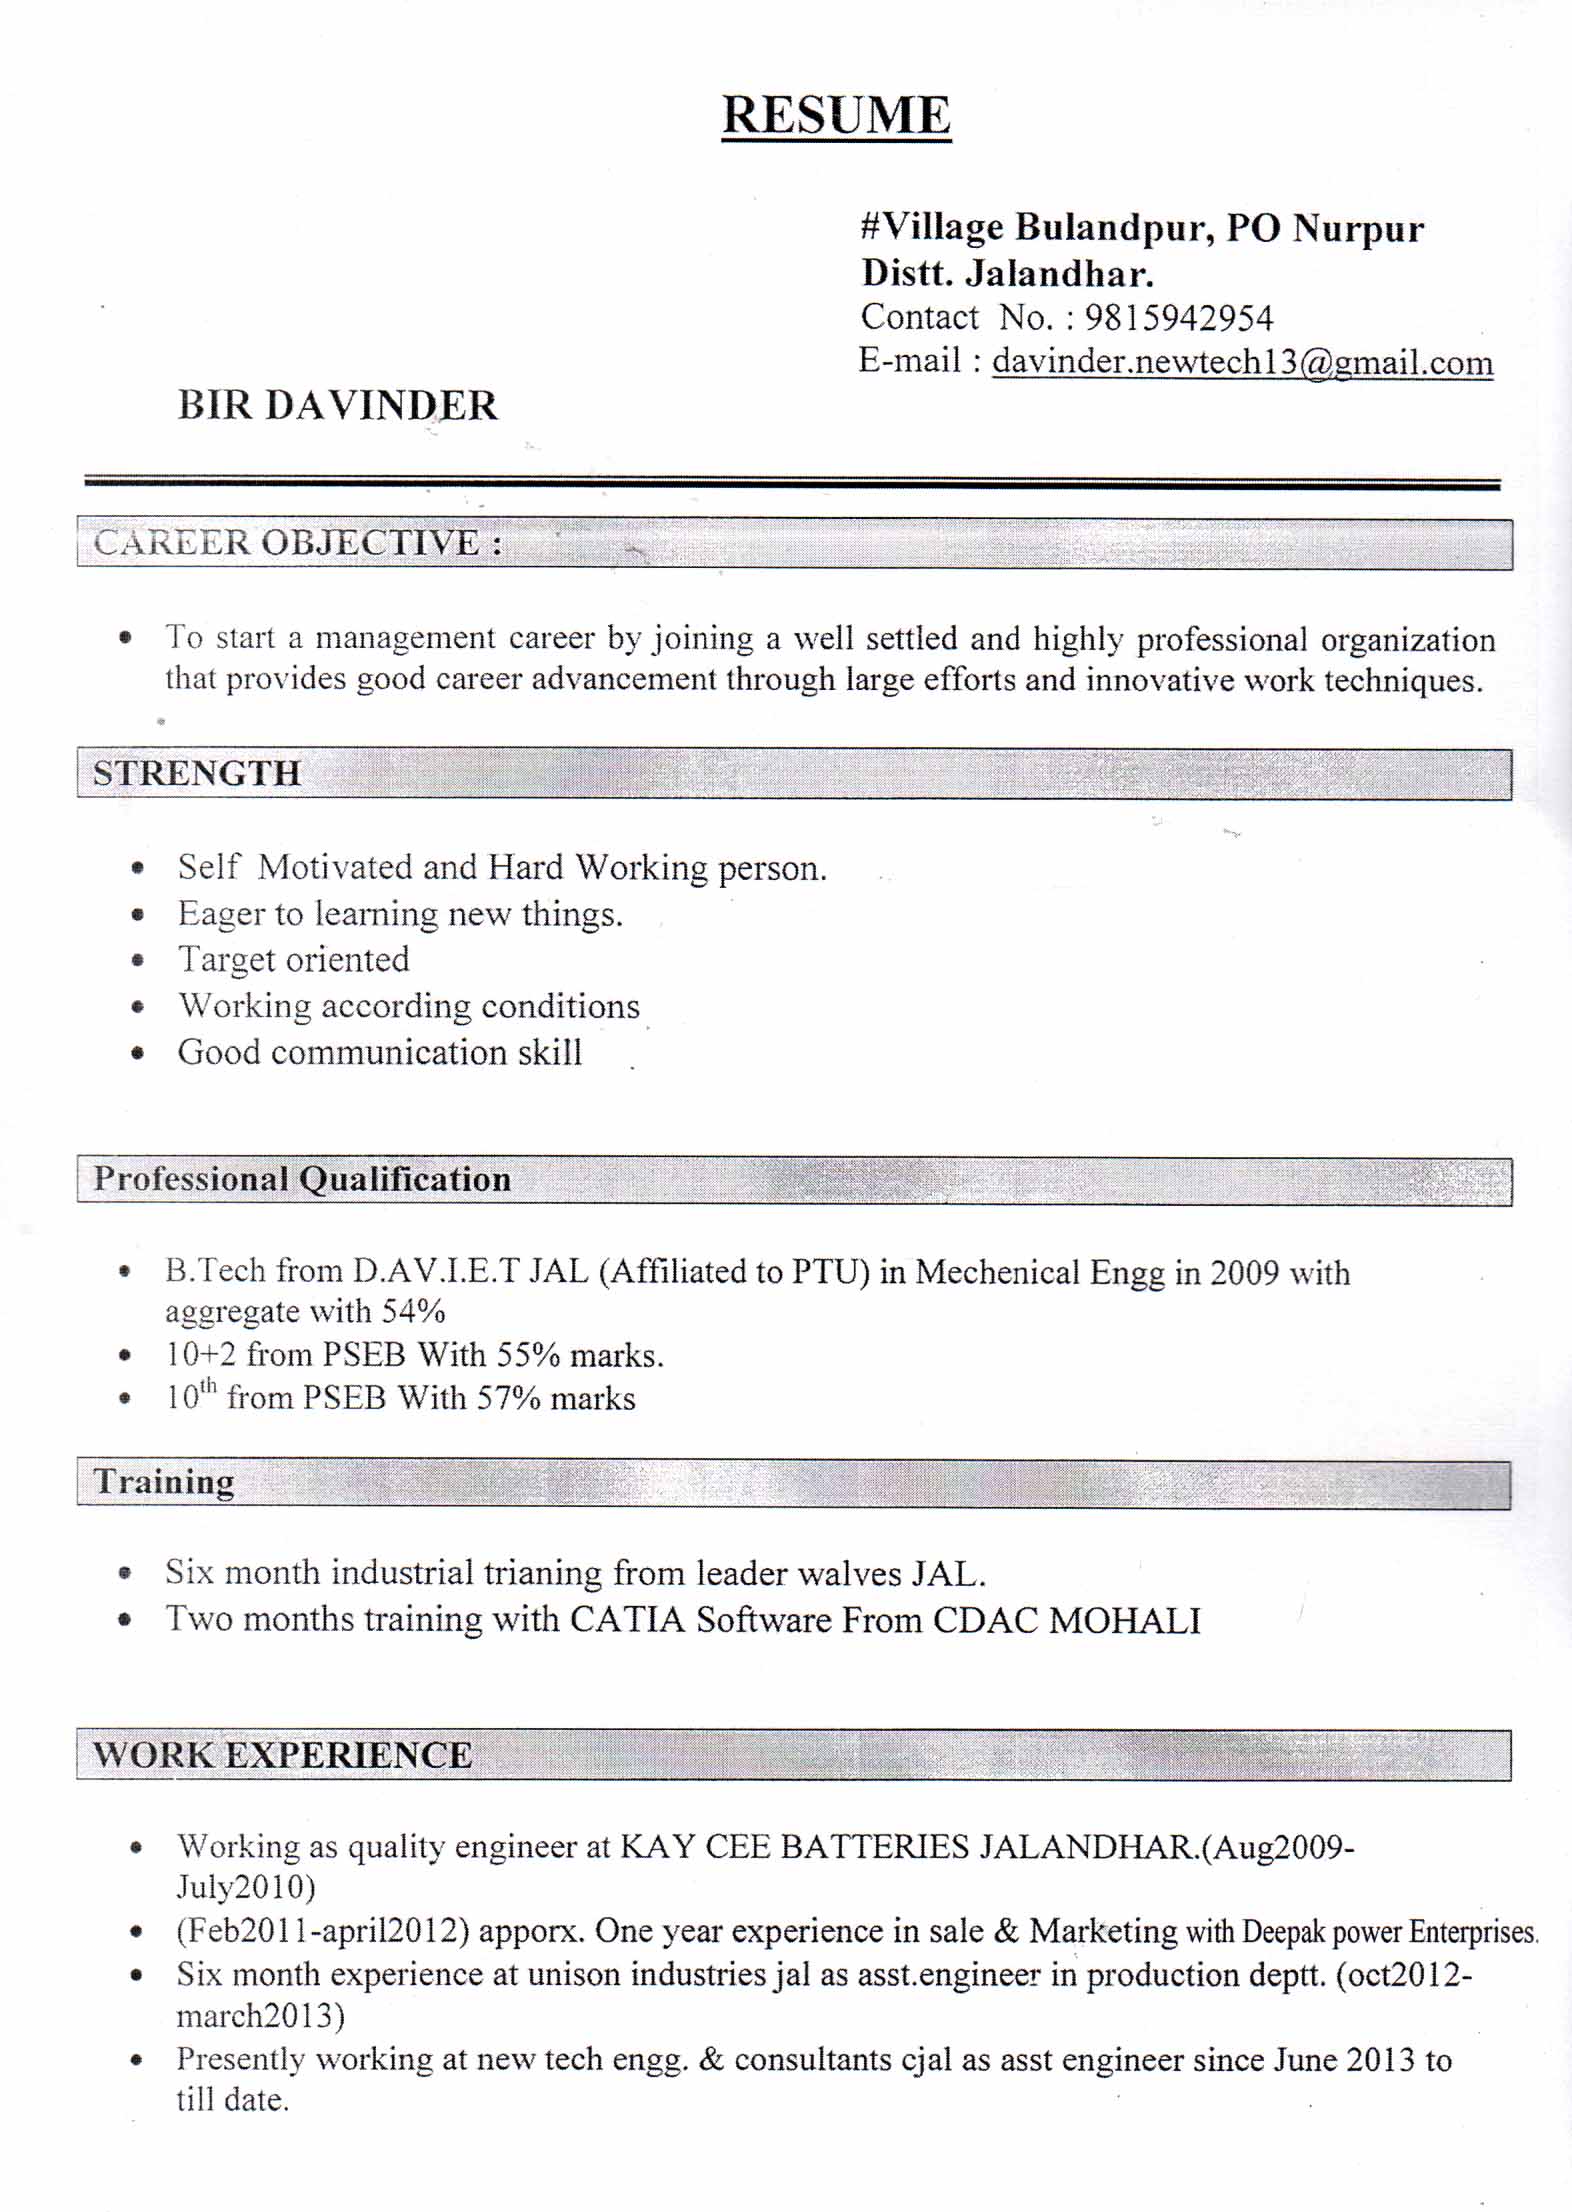 RESUME
#Village Bulandpur, PO Nurpur
Distt. Jalandhar.
Contact No. : 9815942954
E-mail : davinder.newtech13@gmail.com
BIR DAVINDER
CAREER OBJECTIVE :
• To start a management career by joining a well settled and highly professional organization
that provides good career advancement through large efforts and innovative work techniques.
STRENGTH
• Self Motivated and Hard Working person.
• Eager to learning new things.
• Target oriented
• Working according conditions
• Good communication skill
Professional Qualification
• B.Tech from D.AV.I.E.T JAL (Affiliated to PTU) in Mechenical Engg in 2009 with
aggregate with 54%
• 10+2 from PSEB With 55% marks.
• 10th from PSEB With 57% marks
Training
• Six month industrial trianing from leader walves JAL.
• Two months training with CATIA Software From CDAC MOHALI
WORK EXPERIENCE
• Working as quality engineer at KAY CEE BATTERIES JALANDHAR.(Aug2009-
July2010)
• (Feb2011-april2012) apporx. One year experience in sale & Marketing with Deepak power Enterprises.
• Six month experience at unison industries jal as asst.engineer in production deptt. (oct2012-
march2013)
• Presently working at new tech engg. & consultants cjal as asst engineer since June 2013 to
till date.